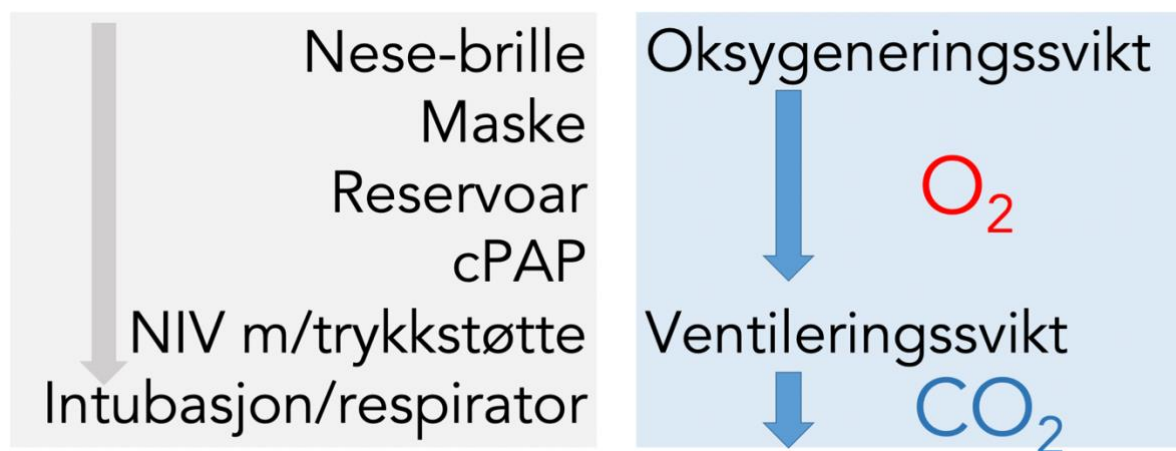 Nese-brille
Maske
Reservoar
cPAP
NIV m/trykkstøtte
Intubasjon/respirator
Oksygeneringssvikt
O₂
Ventileringssvikt
CO₂